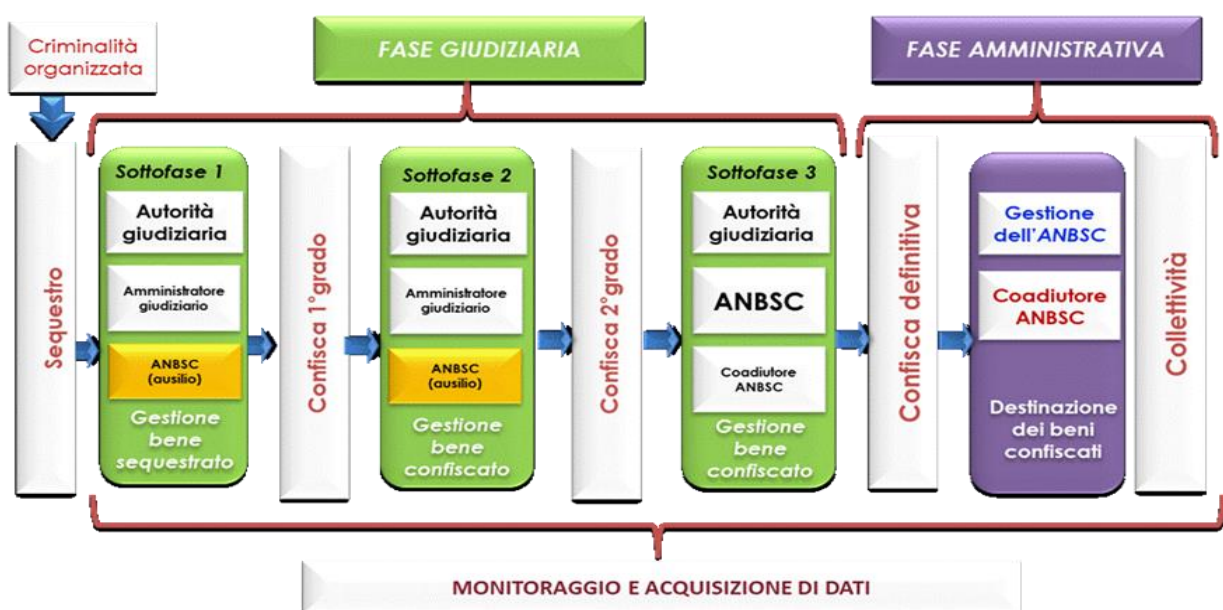 Criminalità
organizzata
FASE GIUDIZIARIA
FASE AMMINISTRATIVA
Sequestro
Sottofase 1
Autorità
giudiziaria
Amministratore
giudiziario
ANBSC
(ausilio)
Gestione
bene
sequestrato
Confisca 1°grado
Sottofase 2
Autorità
giudiziaria
Amministratore
giudiziario
ANBSC
(ausilio)
Gestione
bene
confiscato
Confisca 2°grado
Sottofase 3
Autorità
giudiziaria
ANBSC
Coadiutore
ANBSC
Gestione
bene
confiscato
Confisca definitiva
Gestione
dell'ANBSC
Coadiutore
ANBSC
Destinazione
dei beni
confiscati
Collettività
MONITORAGGIO E ACQUISIZIONE DI DATI